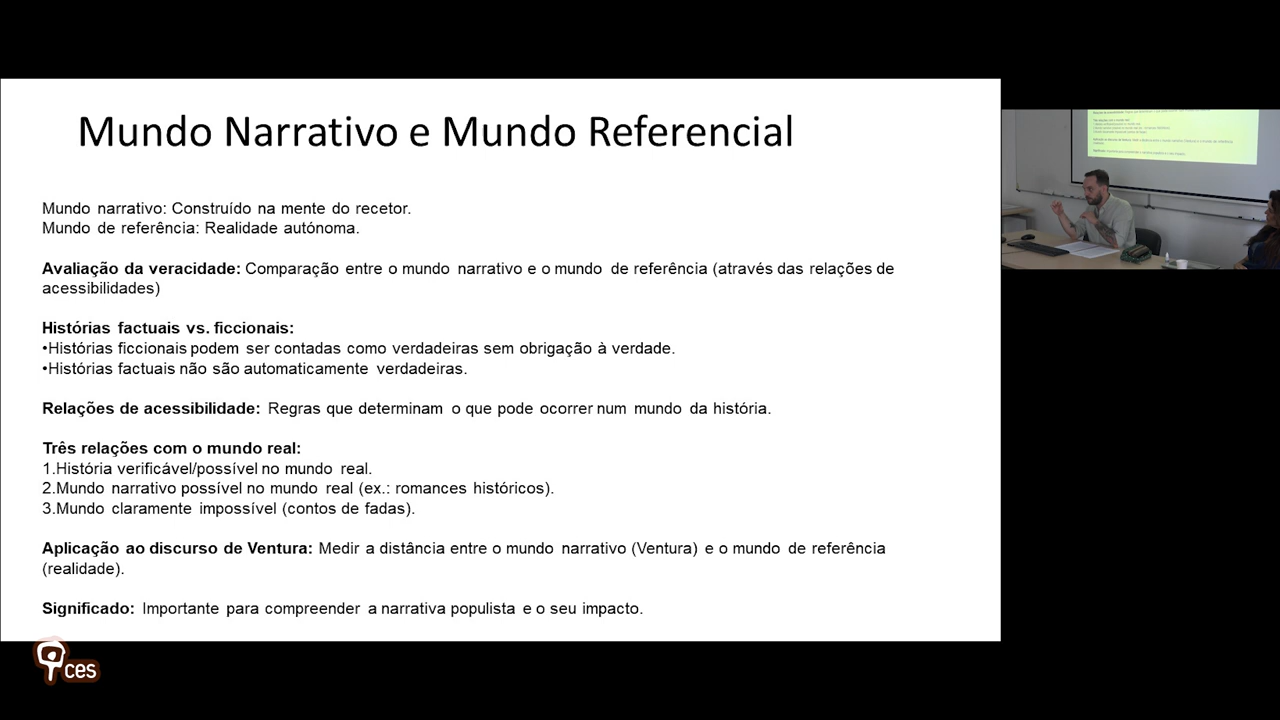 Mundo Narrativo e Mundo Referencial
Mundo narrativo: Construído na mente do recetor.
Mundo de referência: Realidade autónoma.
Avaliação da veracidade: Comparação entre o mundo narrativo e o mundo de referência (através das relações de
acessibilidades)
Histórias factuais vs. ficcionais:
•Histórias ficcionais podem ser contadas como verdadeiras sem obrigação à verdade.
•Histórias factuais não são automaticamente verdadeiras.
Relações de acessibilidade: Regras que determinam o que pode ocorrer num mundo da história.
Três relações com o mundo real:
1.História verificável/possível no mundo real.
2.Mundo narrativo possível no mundo real (ex.: romances históricos).
3.Mundo claramente impossível (contos de fadas).
Aplicação ao discurso de Ventura: Medir a distância entre o mundo narrativo (Ventura) e o mundo de referência
(realidade).
Significado: Importante para compreender a narrativa populista e o seu impacto.
ces